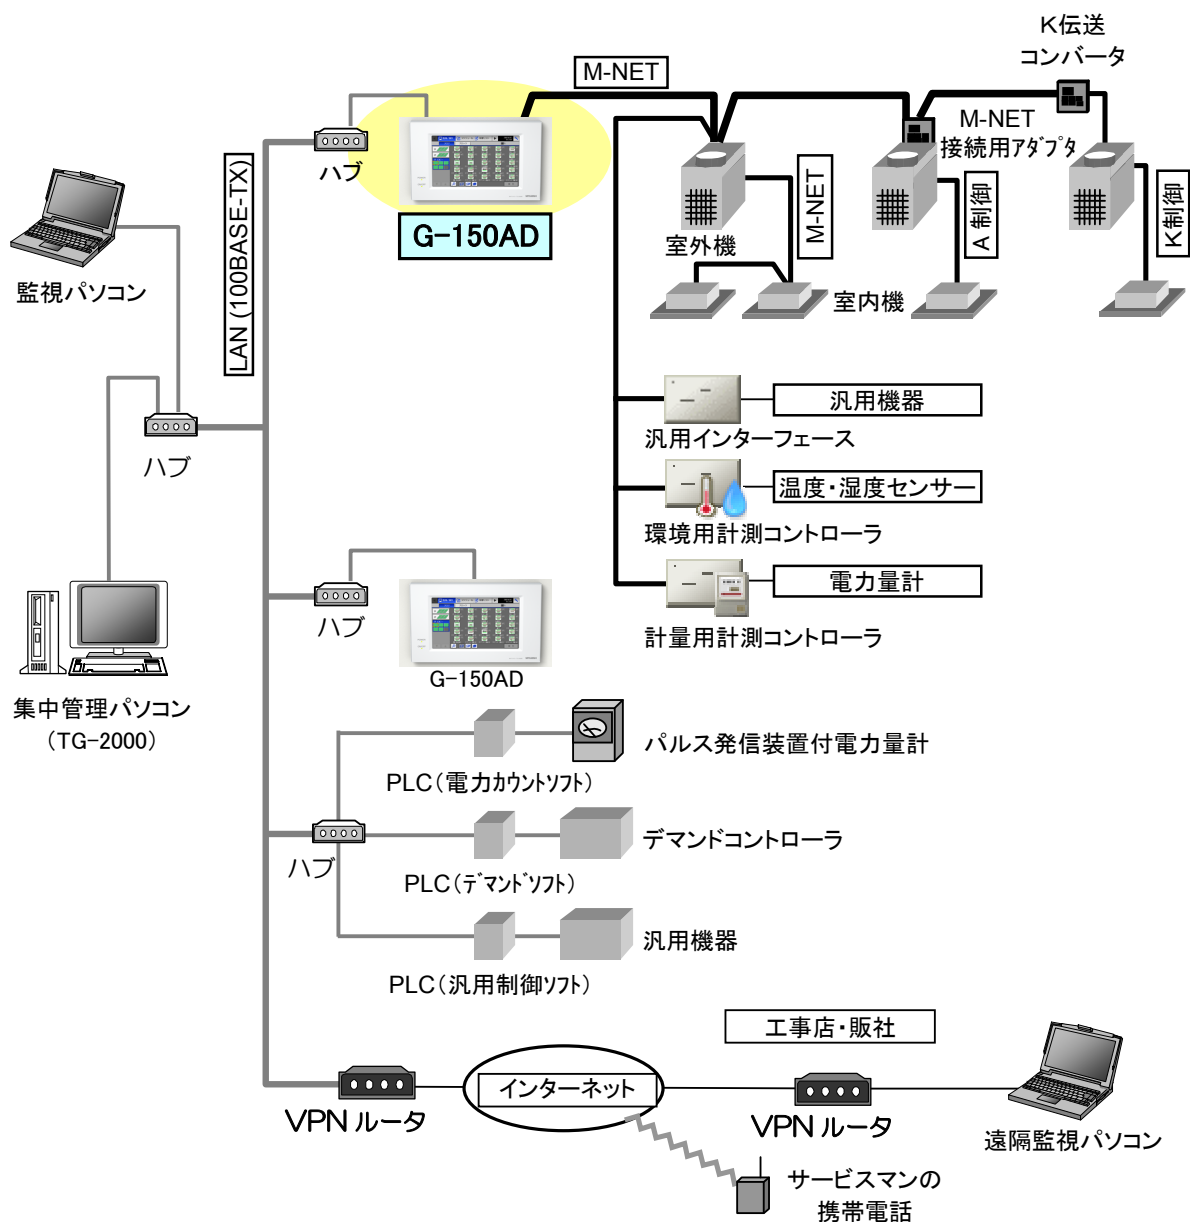 K伝送
コンバータ
M-NET
M-NET
接続用ｱﾀﾞﾌﾟﾀ
ハブ
G-150AD
LAN (100BASE-TX)
監視パソコン
室外機
M-NET
A制御
K制御
室内機
汎用機器
汎用インターフェース
温度・湿度センサー
環境用計測コントローラ
電力量計
計量用計測コントローラ
ハブ
ハブ
G-150AD
集中管理パソコン
（TG-2000）
パルス発信装置付電力量計
PLC（電力ｶｳﾝﾄｿﾌﾄ）
デマンドコントローラ
ハブ
PLC（ﾃﾞﾏﾝﾄﾞｿﾌﾄ）
汎用機器
PLC（汎用制御ｿﾌﾄ）
工事店・販社
インターネット
VPNルータ
VPNルータ
遠隔監視パソコン
サービスマンの
携帯電話